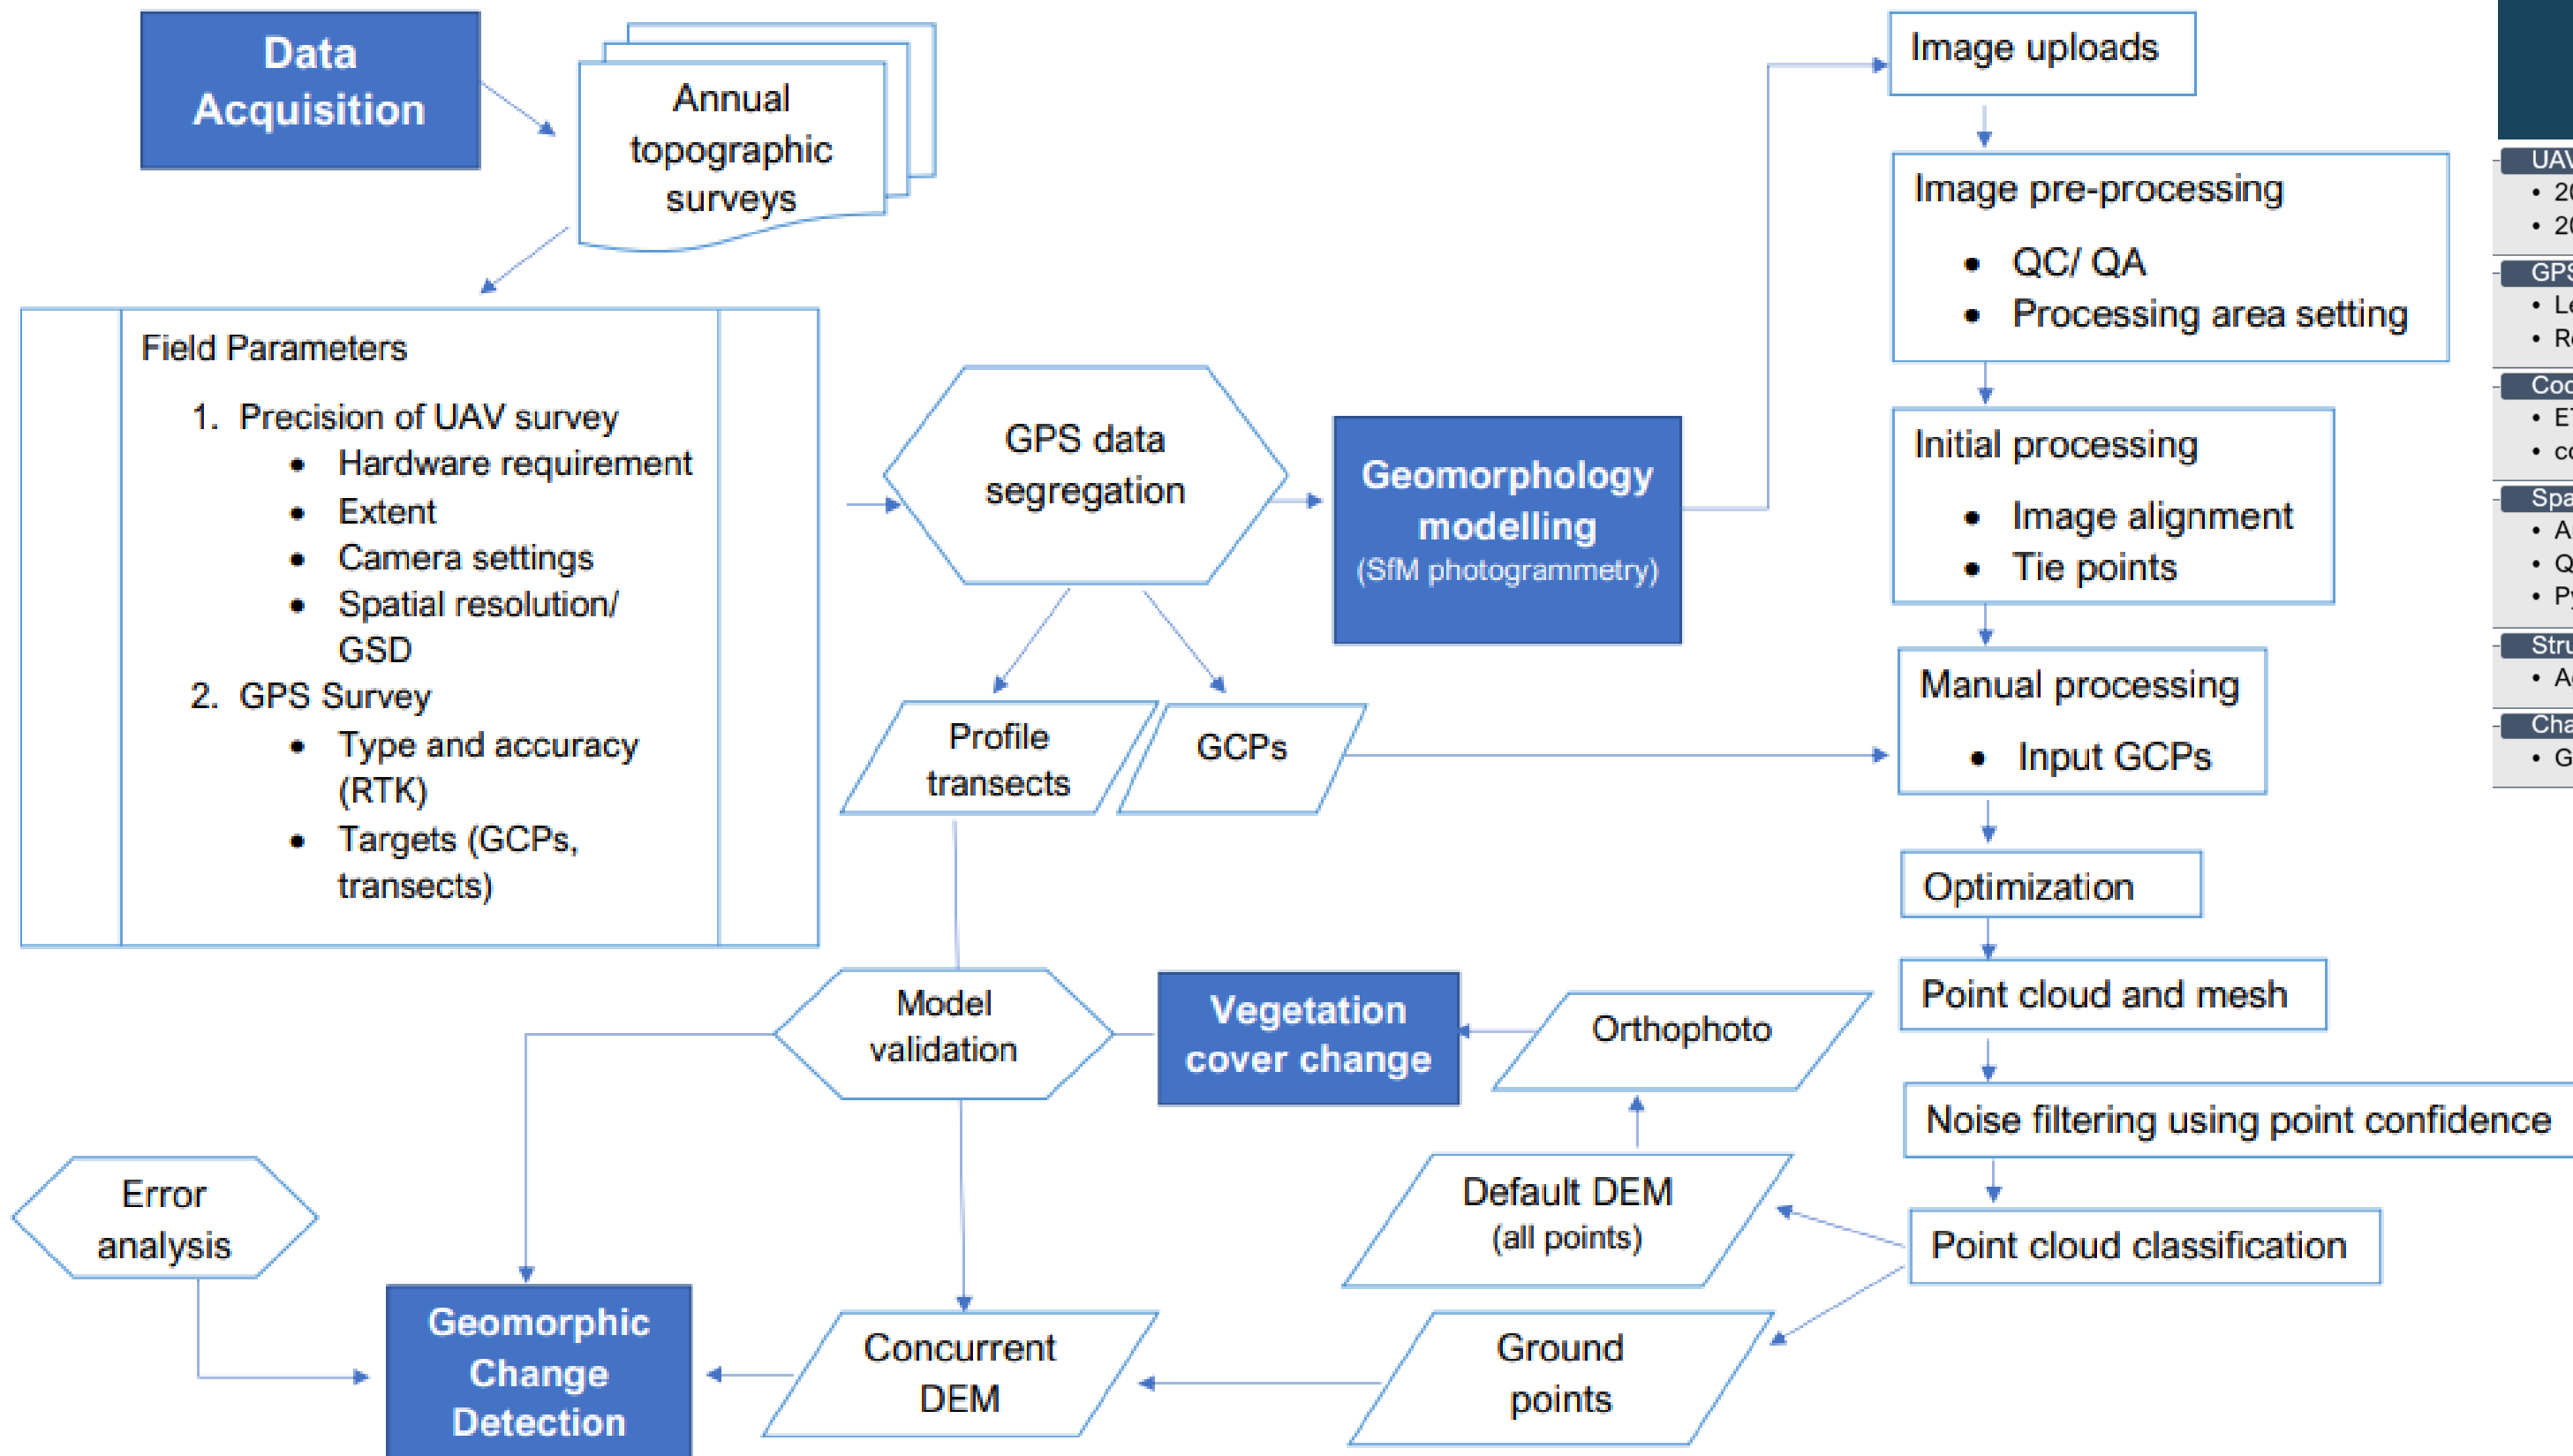 Data
Acquisition
Annual
topographic
surveys
Field Parameters
1. Precision of UAV survey
• Hardware requirement
• Extent
• Camera settings
• Spatial resolution/
GSD
2. GPS Survey
• Type and accuracy
(RTK)
• Targets (GCPs,
transects)
GPS data
segregation
Profile
transects
GCPs
Geomorphology
modelling
(SfM photogrammetry)
Image uploads
Image pre-processing
• QC/ QA
• Processing area setting
Initial processing
• Image alignment
• Tie points
Manual processing
• Input GCPs
Optimization
Point cloud and mesh
Noise filtering using point confidence
Point cloud classification
Default DEM
(all points)
Orthophoto
Vegetation
cover change
Model
validation
Ground
points
Concurrent
DEM
Error
analysis
Geomorphic
Change
Detection
UAV
GPS